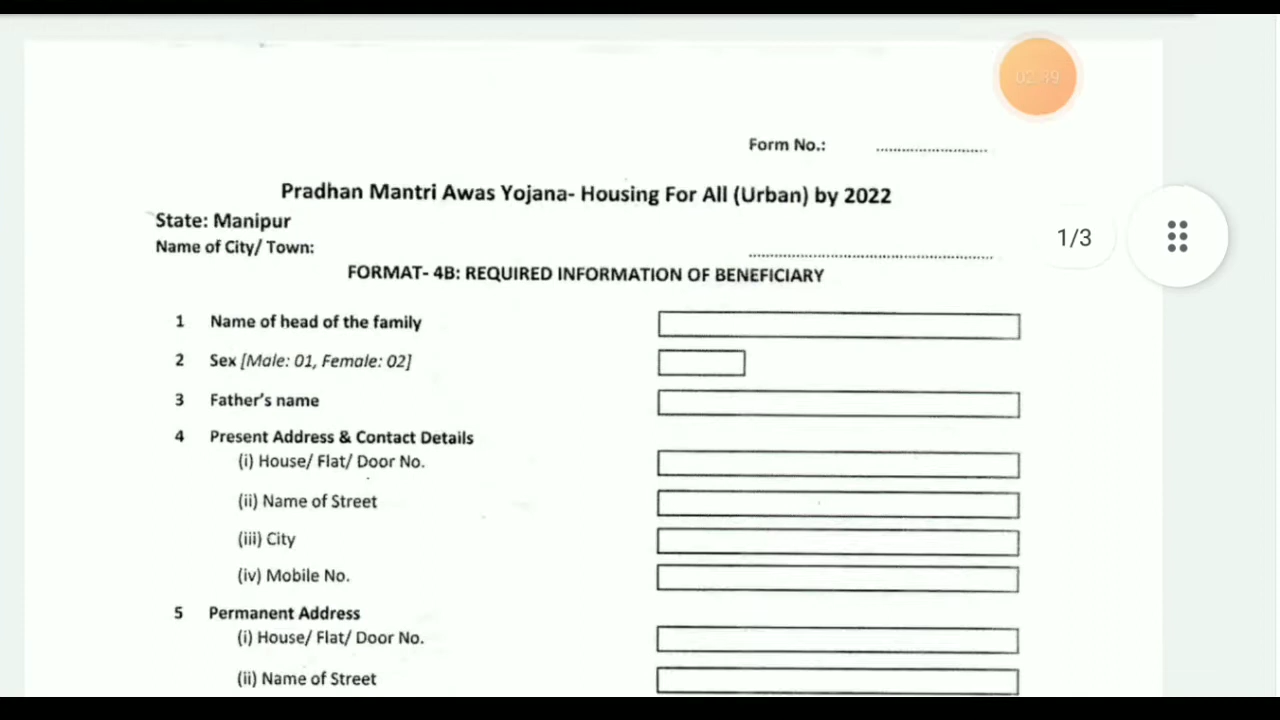 02:49
Form No.: ........................
Pradhan Mantri Awas Yojana- Housing For All (Urban) by 2022
State: Manipur
Name of City/ Town: ........................
1/3
FORMAT- 4B: REQUIRED INFORMATION OF BENEFICIARY
1 Name of head of the family
2 Sex [Male: 01, Female: 02]
3 Father's name
4 Present Address & Contact Details
(i) House/ Flat/ Door No.
(ii) Name of Street
(iii) City
(iv) Mobile No.
5 Permanent Address
(i) House/ Flat/ Door No.
(ii) Name of Street